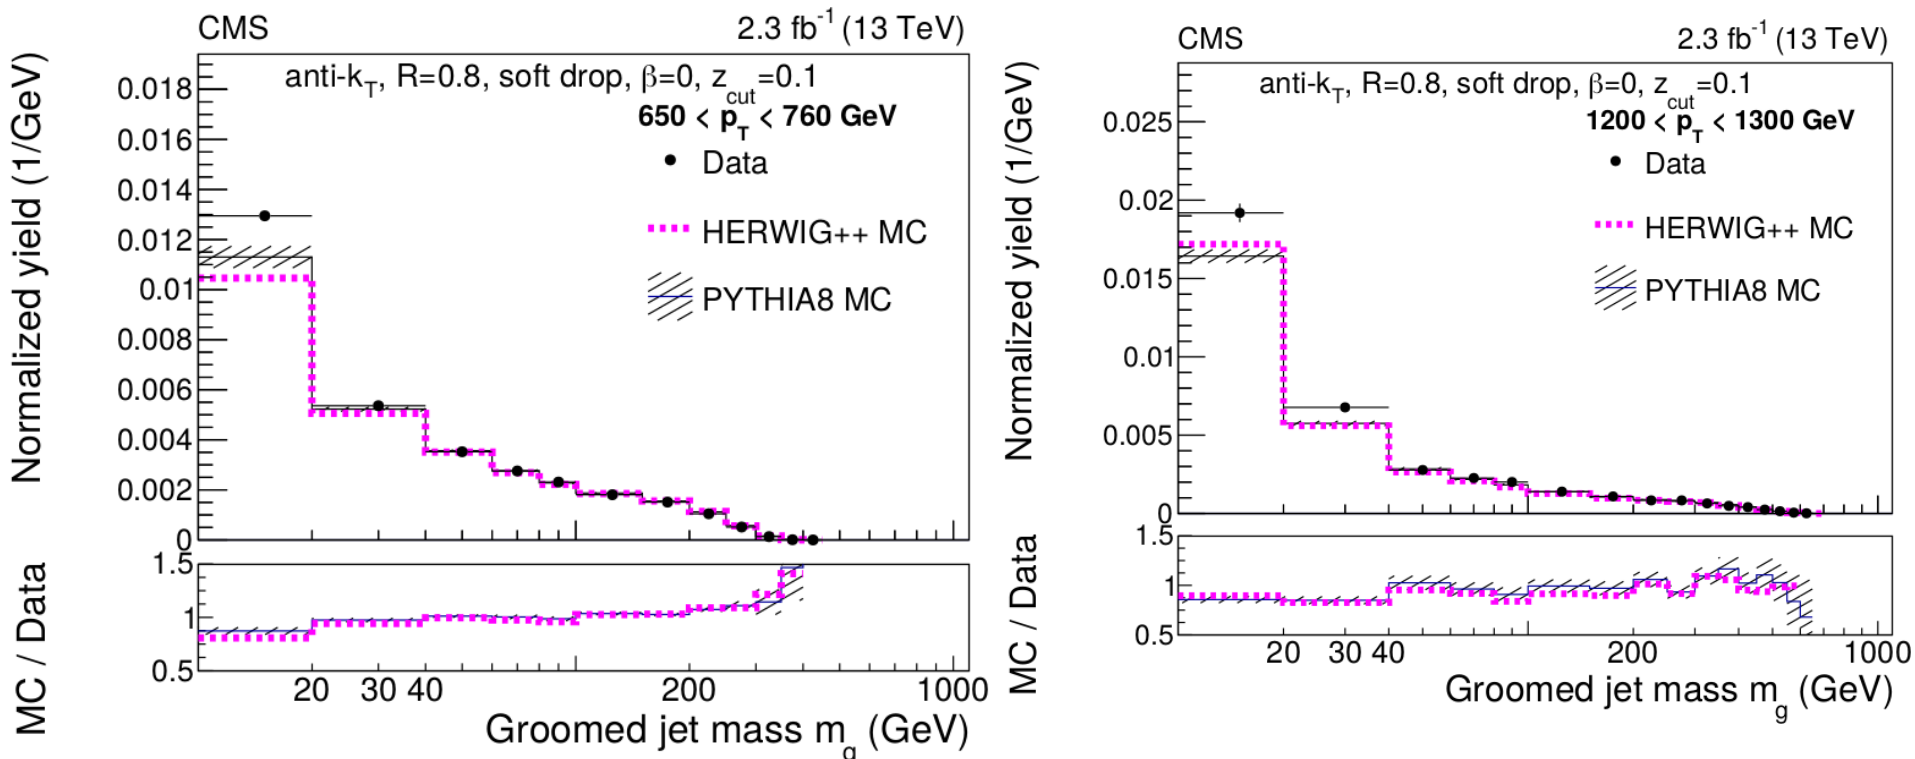 CMS 2.3 fb-1 (13 TeV)
anti-kT, R=0.8, soft drop, β=0, zcut=0.1
650 < pT < 760 GeV
Data
HERWIG++ MC
PYTHIA8 MC
Normalized yield (1/GeV)
0.018
0.016
0.014
0.012
0.01
0.008
0.006
0.004
0.002
0
MC / Data
1.5
1
0.5
20 30 40 200 1000
Groomed jet mass mg (GeV)
CMS 2.3 fb-1 (13 TeV)
anti-kT, R=0.8, soft drop, β=0, zcut=0.1
1200 < pT < 1300 GeV
Data
HERWIG++ MC
PYTHIA8 MC
Normalized yield (1/GeV)
0.025
0.02
0.015
0.01
0.005
0
MC / Data
1.5
1
0.5
20 30 40 200 1000
Groomed jet mass mg (GeV)